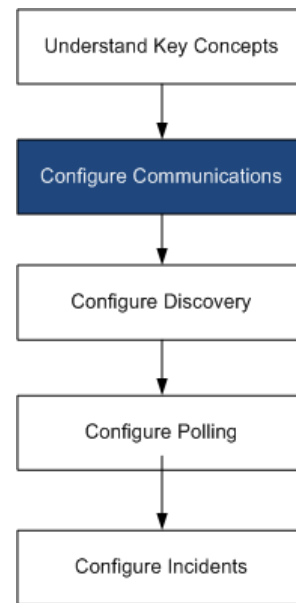 Understand Key Concepts
Configure Communications
Configure Discovery
Configure Polling
Configure Incidents